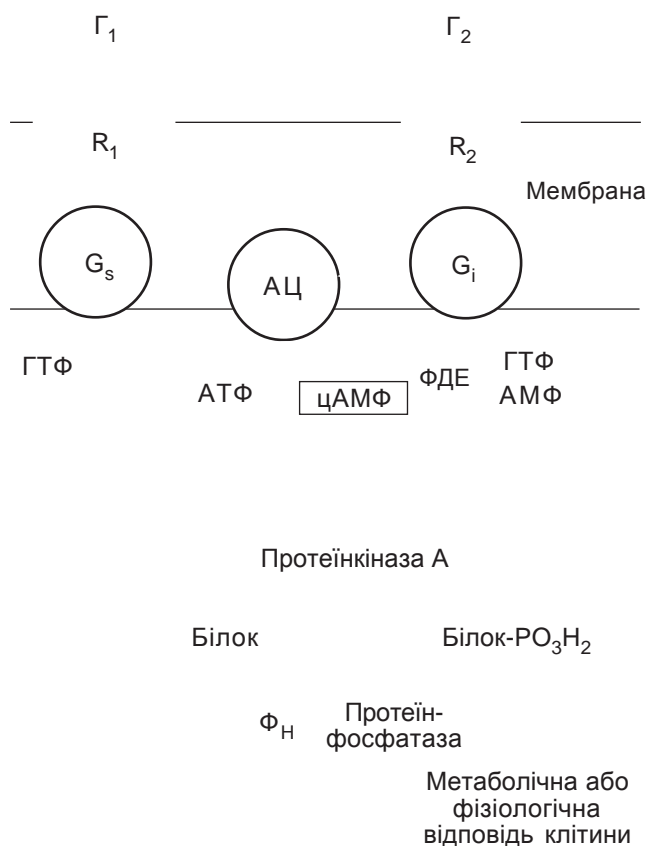 Г1 Г2
R1 R2
Мембрана
Gs АЦ Gi
ГТФ ГТФ
АТФ цАМФ ФДЕ АМФ
Протеїнкіназа А
Білок Білок-PO3H2
ФН Протеїн-
фосфатаза
Метаболічна або
фізіологічна
відповідь клітини